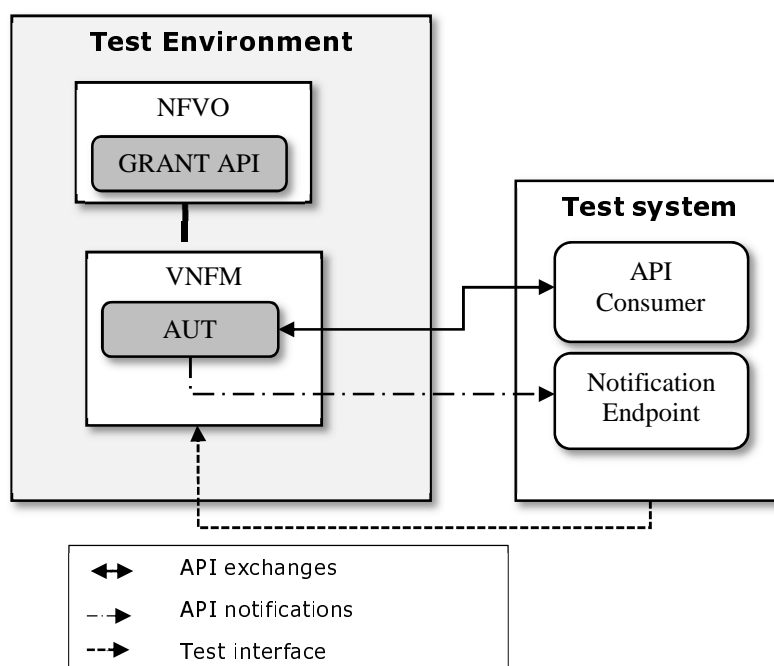 Test Environment
NFVO
GRANT API
VNFM
AUT
Test system
API
Consumer
Notification
Endpoint
API exchanges
API notifications
Test interface